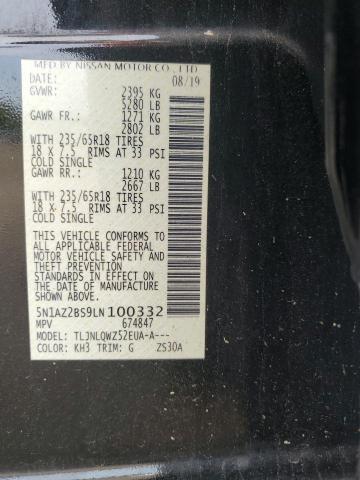 MFD BY NISSAN MOTOR CO., LTD
DATE: 08/19
GVWR: 2395 KG
5280 LB
GAWR FR.: 1271 KG
2802 LB
WITH 235/65R18 TIRES
18 X 7.5 RIMS AT 33 PSI
COLD SINGLE
GAWR RR.: 1210 KG
2667 LB
WITH 235/65R18 TIRES
18 X 7.5 RIMS AT 33 PSI
COLD SINGLE
THIS VEHICLE CONFORMS TO
ALL APPLICABLE FEDERAL
MOTOR VEHICLE SAFETY
STANDARDS IN EFFECT ON
THE DATE OF MANUFACTURE
SHOWN ABOVE
5N1AZ2BS9LN100332
MPV 674847
TLJNLQWZ52EUA-A---
COLOR: KH3 TRIM: G ZS30A